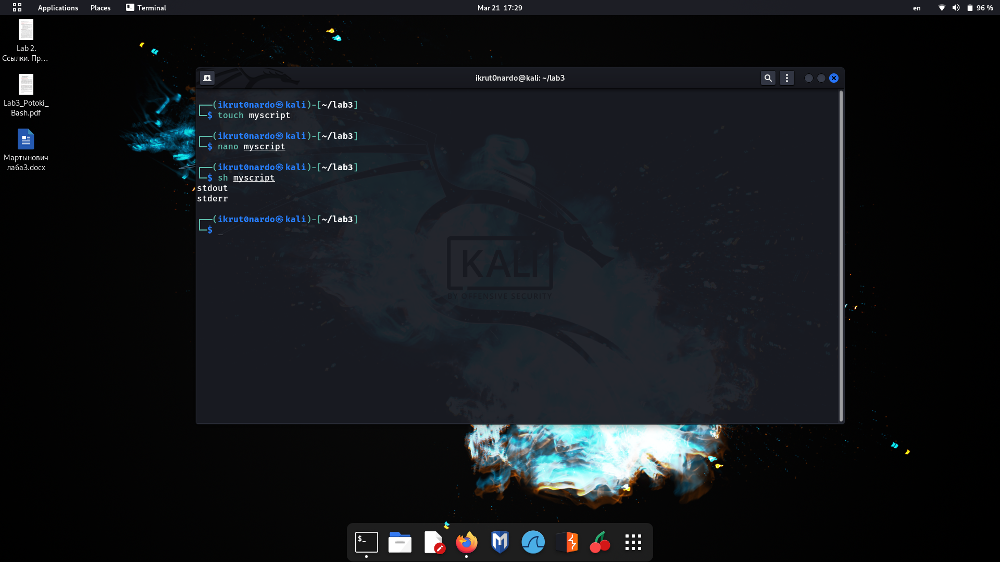 Applications Places Terminal Mar 21 17:29 en 96 %
Lab 2.
Ссылки. Пр…
Lab3_Potoki_
Bash.pdf
Мартынович
лаба3.docx
ikrut0nardo@kali: ~/lab3
┌──(ikrut0nardo㉿kali)-[~/lab3]
└─$ touch myscript
┌──(ikrut0nardo㉿kali)-[~/lab3]
└─$ nano myscript
┌──(ikrut0nardo㉿kali)-[~/lab3]
└─$ sh myscript
stdout
stderr
┌──(ikrut0nardo㉿kali)-[~/lab3]
└─$ _
KALI
BY OFFENSIVE SECURITY